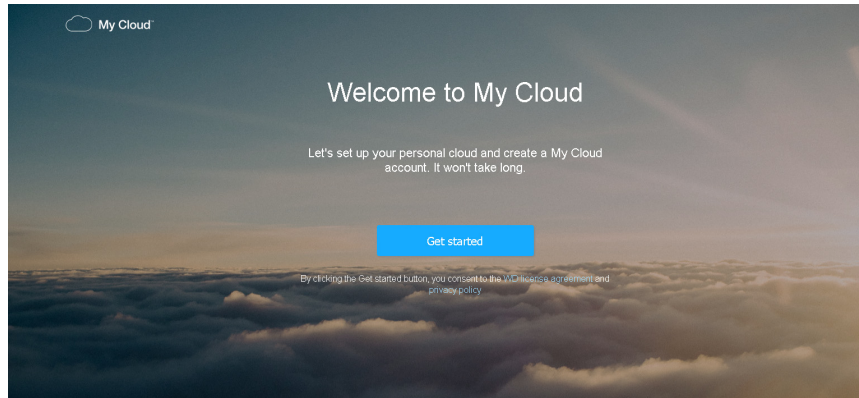 My Cloud™
Welcome to My Cloud
Let's set up your personal cloud and create a My Cloud
account. It won't take long.
Get started
By clicking the Get started button, you consent to the WD license agreement and
privacy policy